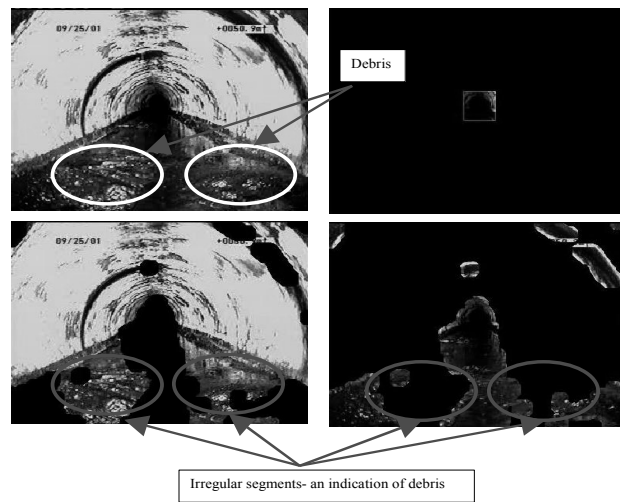 09/25/01 +0050.9m↑
Debris
09/25/01
Irregular segments- an indication of debris